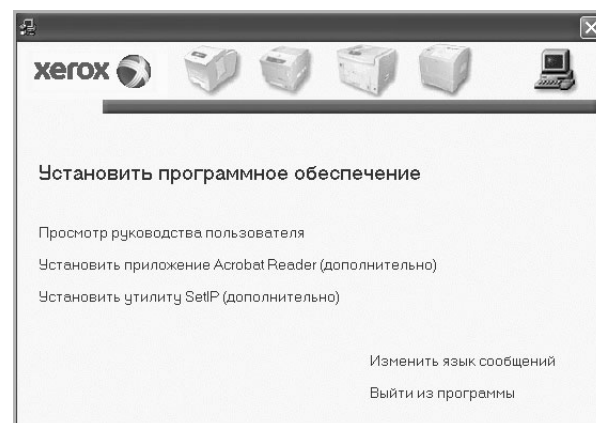 xerox
Установить программное обеспечение
Просмотр руководства пользователя
Установить приложение Acrobat Reader (дополнительно)
Установить утилиту SetIP (дополнительно)
Изменить язык сообщений
Выйти из программы